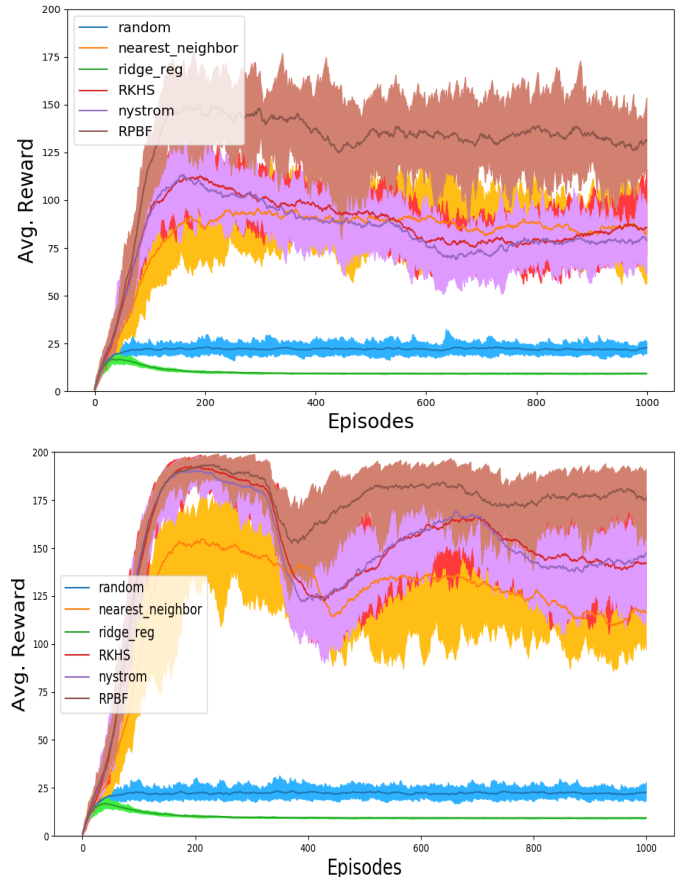 200
175
150
125
100
75
50
25
0
Avg. Reward
random
nearest_neighbor
ridge_reg
RKHS
nystrom
RPBF
0 200 400 600 800 1000
Episodes
200
175
150
125
100
75
50
25
0
Avg. Reward
random
nearest_neighbor
ridge_reg
RKHS
nystrom
RPBF
0 200 400 600 800 1000
Episodes